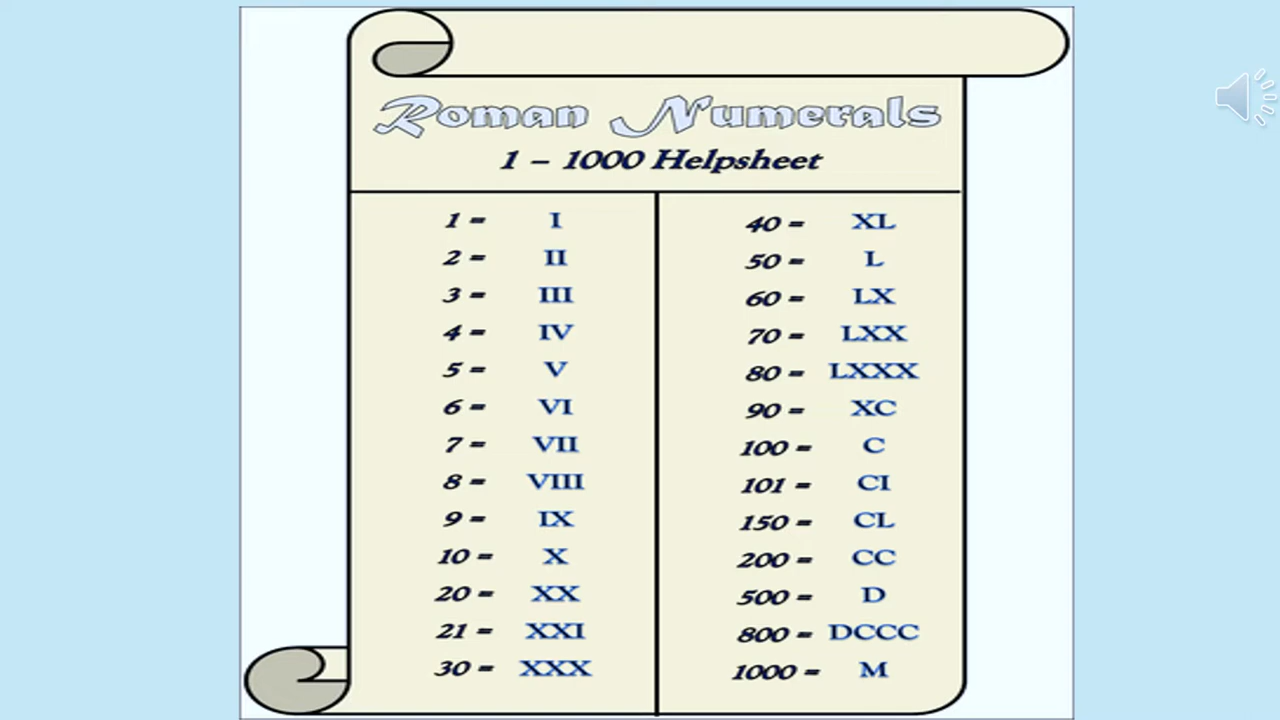 Roman Numerals
1 – 1000 Helpsheet
1 = I
2 = II
3 = III
4 = IV
5 = V
6 = VI
7 = VII
8 = VIII
9 = IX
10 = X
20 = XX
21 = XXI
30 = XXX
40 = XL
50 = L
60 = LX
70 = LXX
80 = LXXX
90 = XC
100 = C
101 = CI
150 = CL
200 = CC
500 = D
800 = DCCC
1000 = M